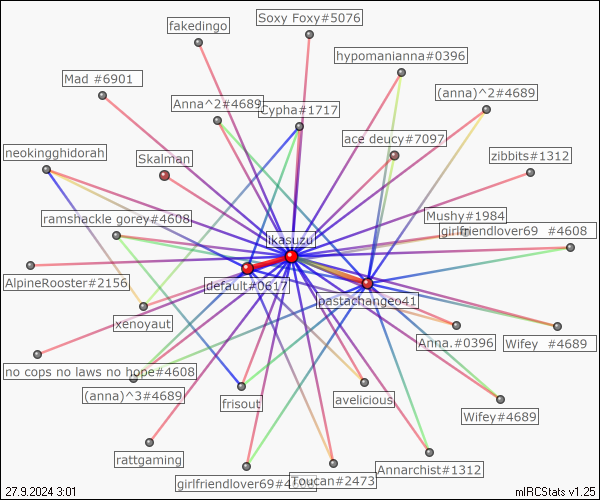 Soxy Foxy#5076
fakedingo
hypomanianna#0396
Mad #6901
(anna)^2#4689
Anna^2#4689
Cypha#1717
ace deucy#7097
neokingghidorah
Skalman
zibbits#1312
ramshackle gorey#4608
Mushy#1984
girlfriendlover69 #4608
ikasuzu
AlpineRooster#2156
default#0617
pastachangeo41
xenoyaut
Anna.#0396
Wifey #4689
no cops no laws no hope#4608
(anna)^3#4689
frisout
avelicious
Wifey#4689
rattgaming
Annarchist#1312
girlfriendlover69#4608
Toucan#2473
27.9.2024 3:01
mIRCStats v1.25